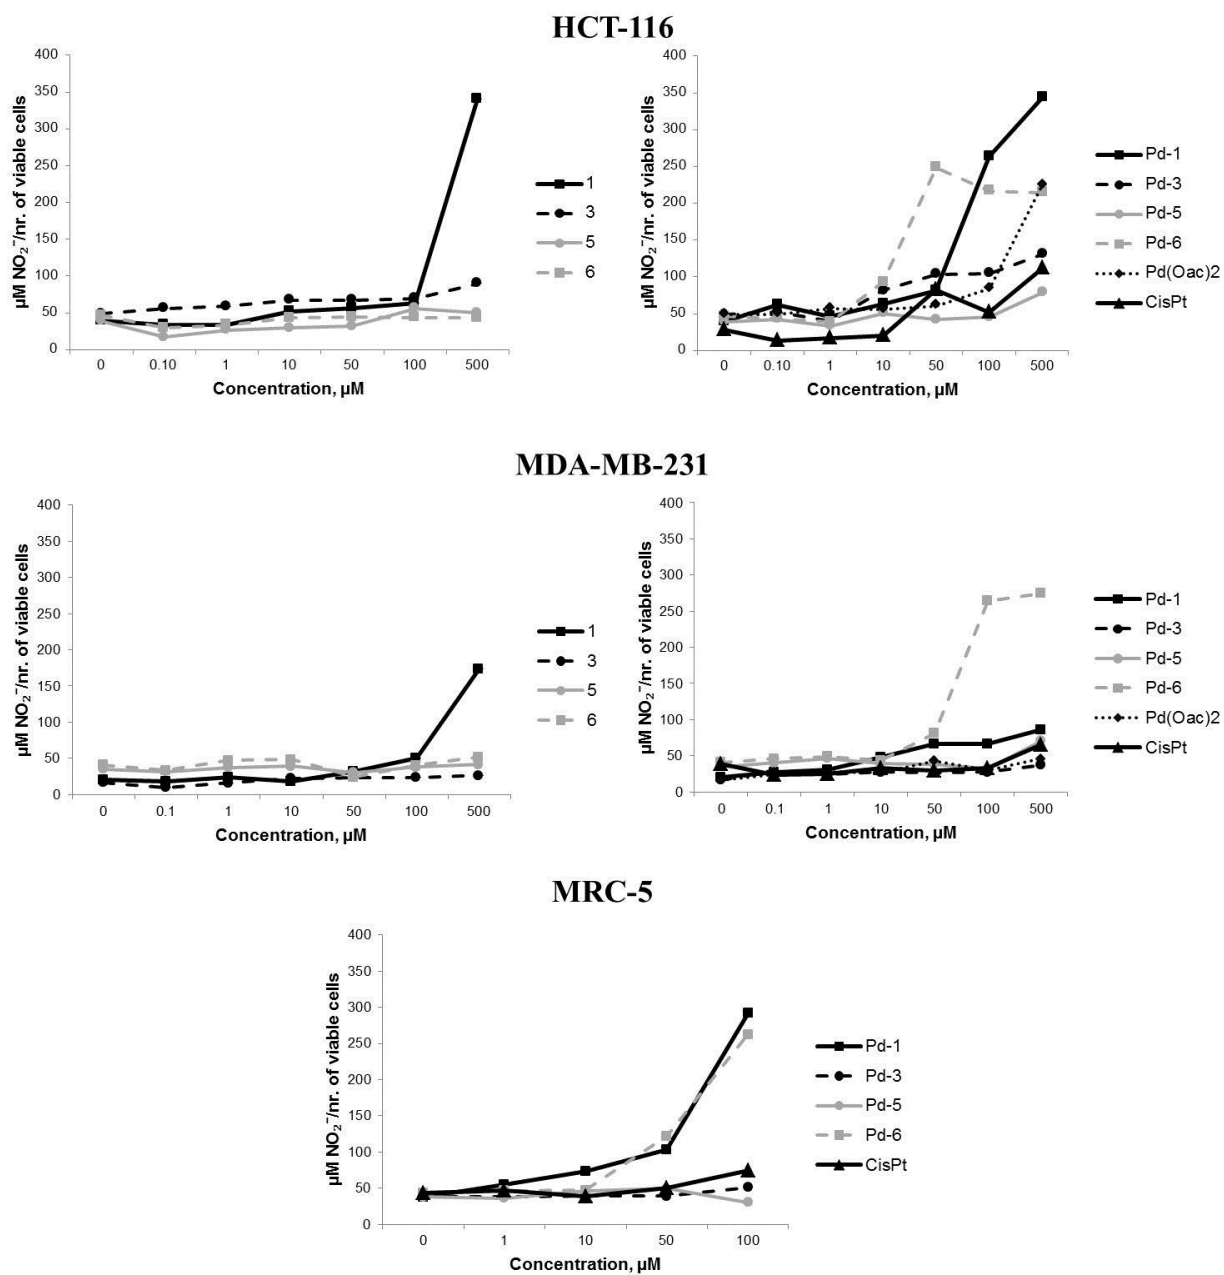 HCT-116
µM NO₂⁻/nr. of viable cells
400
350
300
250
200
150
100
50
0
0 0.10 1 10 50 100 500
Concentration, µM
1
3
5
6
µM NO₂⁻/nr. of viable cells
400
350
300
250
200
150
100
50
0
0 0.10 1 10 50 100 500
Concentration, µM
Pd-1
Pd-3
Pd-5
Pd-6
Pd(Oac)2
CisPt
MDA-MB-231
µM NO₂⁻/nr. of viable cells
400
350
300
250
200
150
100
50
0
0 0.1 1 10 50 100 500
Concentration, µM
1
3
5
6
µM NO₂⁻/nr. of viable cells
400
350
300
250
200
150
100
50
0
0 0.1 1 10 50 100 500
Concentration, µM
Pd-1
Pd-3
Pd-5
Pd-6
Pd(Oac)2
CisPt
MRC-5
µM NO₂⁻/nr. of viable cells
400
350
300
250
200
150
100
50
0
0 1 10 50 100
Concentration, µM
Pd-1
Pd-3
Pd-5
Pd-6
CisPt